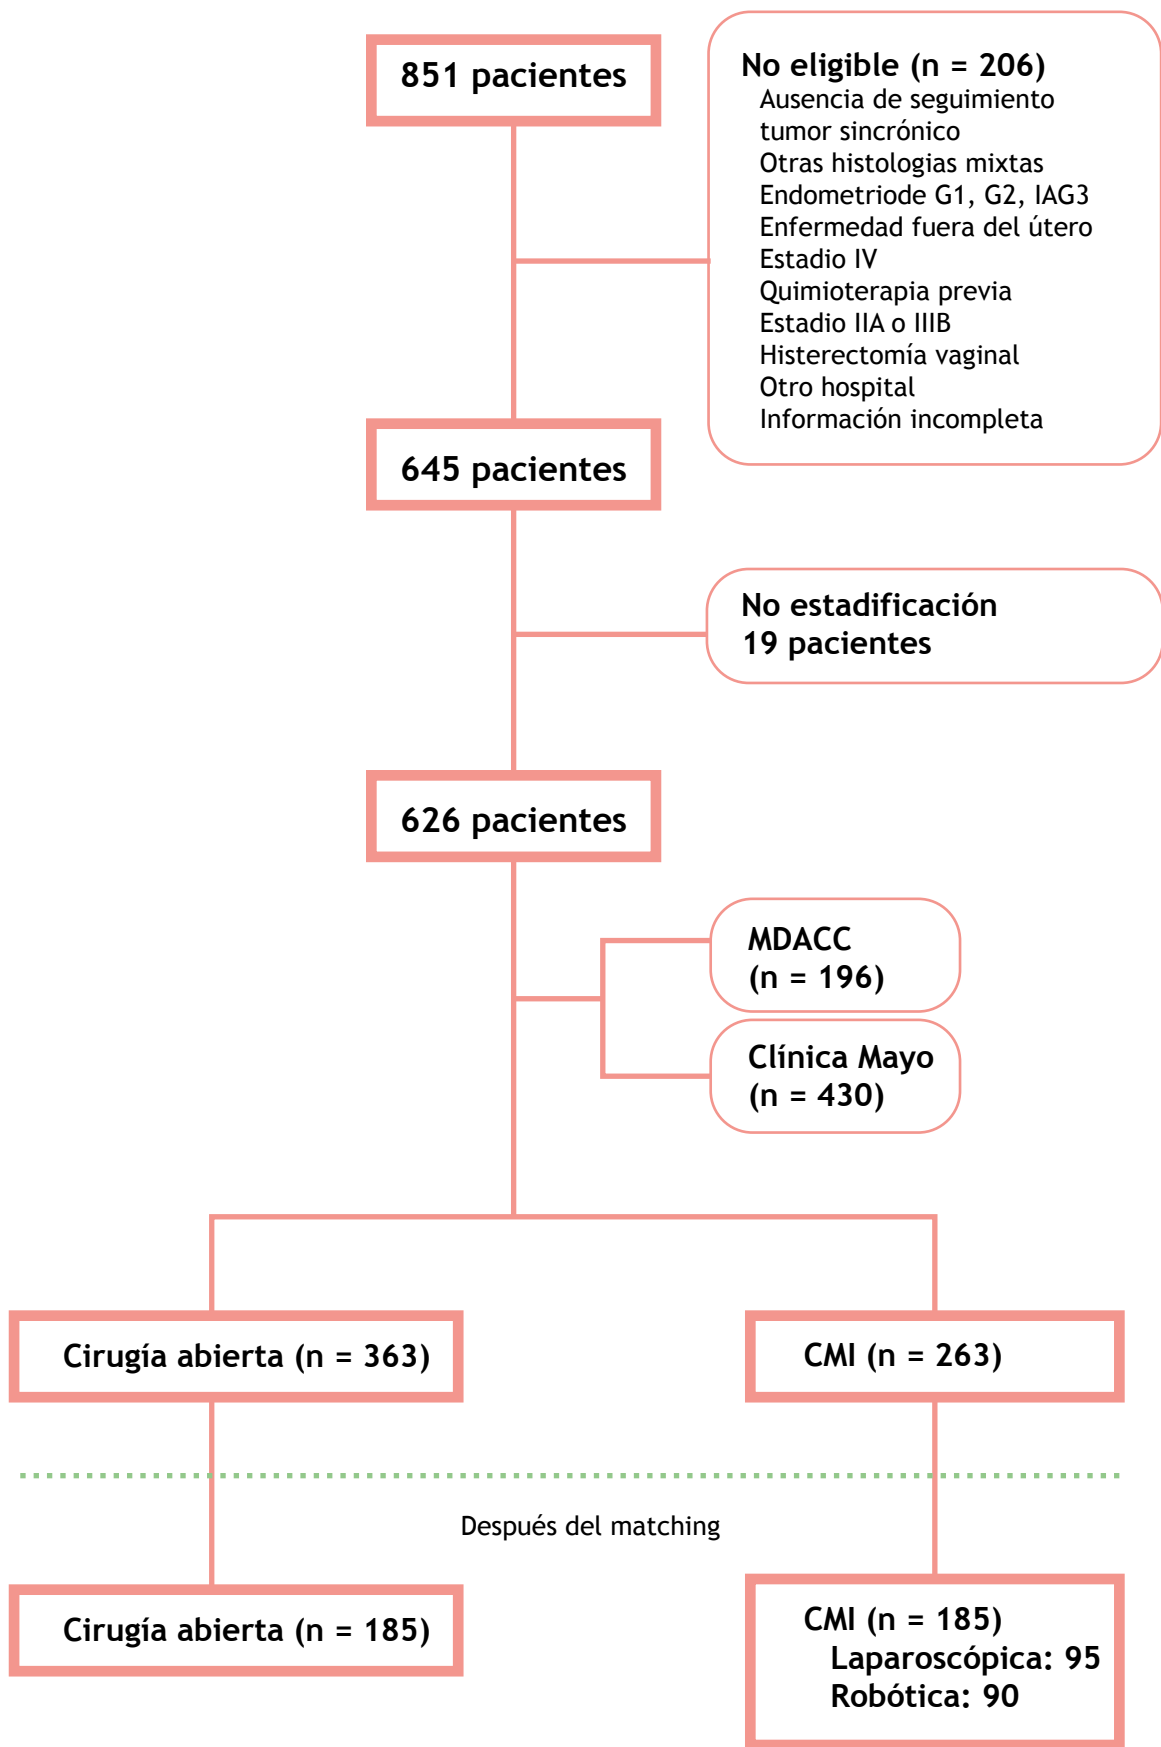 851 pacientes
No eligible (n = 206)
Ausencia de seguimiento
tumor sincrónico
Otras histologias mixtas
Endometriode G1, G2, IAG3
Enfermedad fuera del útero
Estadio IV
Quimioterapia previa
Estadio IIA o IIIB
Histerectomía vaginal
Otro hospital
Información incompleta
645 pacientes
No estadificación
19 pacientes
626 pacientes
MDACC
(n = 196)
Clínica Mayo
(n = 430)
Cirugía abierta (n = 363)
CMI (n = 263)
Después del matching
Cirugía abierta (n = 185)
CMI (n = 185)
Laparoscópica: 95
Robótica: 90